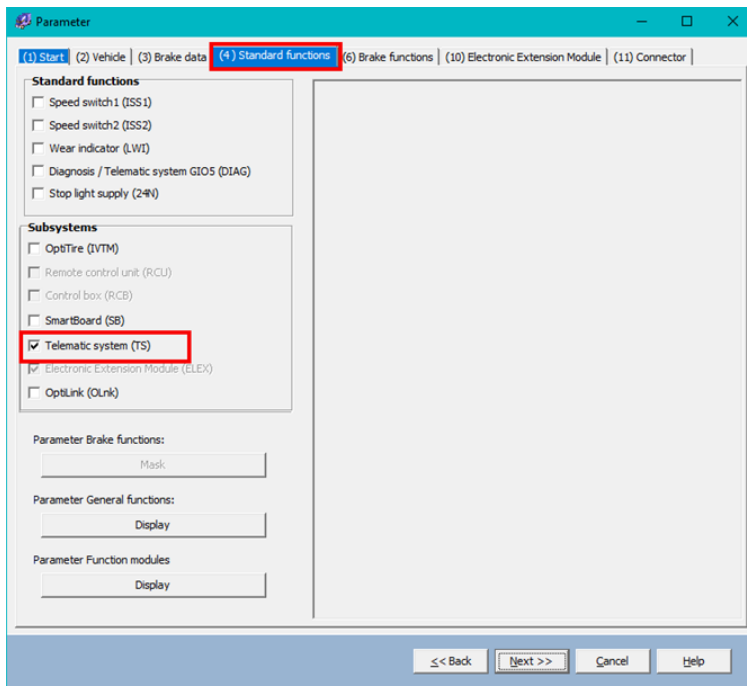 Parameter
(1) Start (2) Vehicle (3) Brake data (4) Standard functions (6) Brake functions (10) Electronic Extension Module (11) Connector
Standard functions
Speed switch1 (ISS1)
Speed switch2 (ISS2)
Wear indicator (LWI)
Diagnosis / Telematic system GIO5 (DIAG)
Stop light supply (24N)
Subsystems
OptiTire (IVTM)
Remote control unit (RCU)
Control box (RCB)
SmartBoard (SB)
Telematic system (TS)
Electronic Extension Module (ELEX)
OptiLink (OLnk)
Parameter Brake functions:
Mask
Parameter General functions:
Display
Parameter Function modules
Display
<< Back Next >> Cancel Help